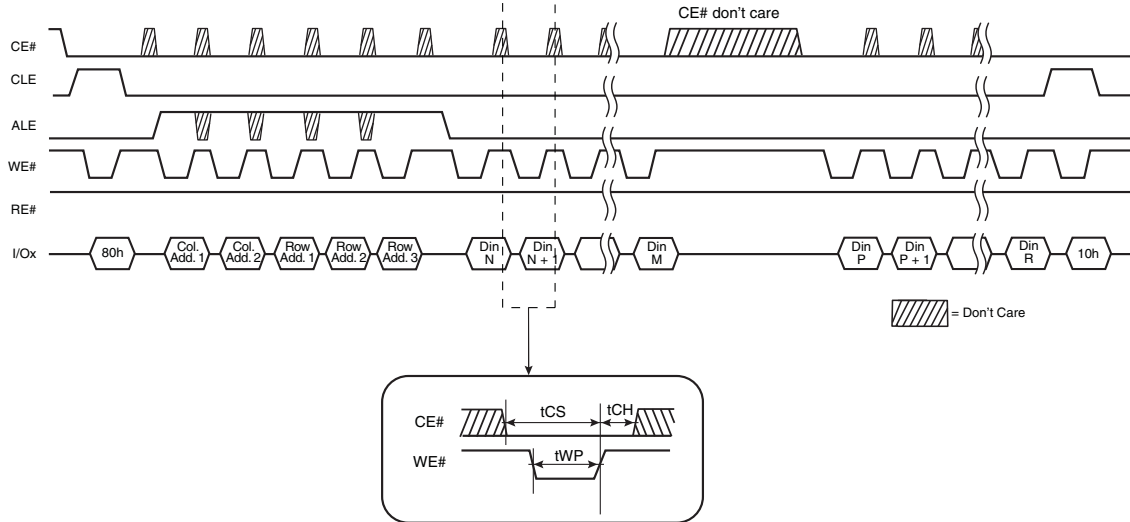 CE# don't care
CE#
CLE
ALE
WE#
RE#
I/Ox
80h
Col. Add. 1
Col. Add. 2
Row Add. 1
Row Add. 2
Row Add. 3
Din N
Din N + 1
Din M
Din P
Din P + 1
Din R
10h
= Don't Care
CE#
tCS
tCH
WE#
tWP